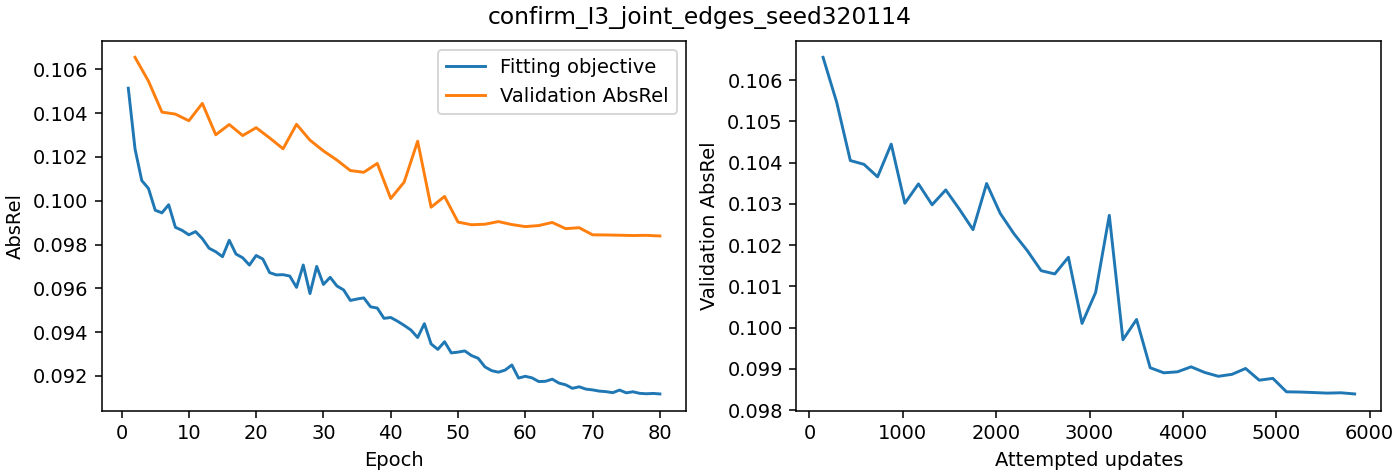 confirm_I3_joint_edges_seed320114
AbsRel
0.106
0.104
0.102
0.100
0.098
0.096
0.094
0.092
Fitting objective
Validation AbsRel
0 10 20 30 40 50 60 70 80
Epoch
Validation AbsRel
0.106
0.105
0.104
0.103
0.102
0.101
0.100
0.099
0.098
0 1000 2000 3000 4000 5000 6000
Attempted updates